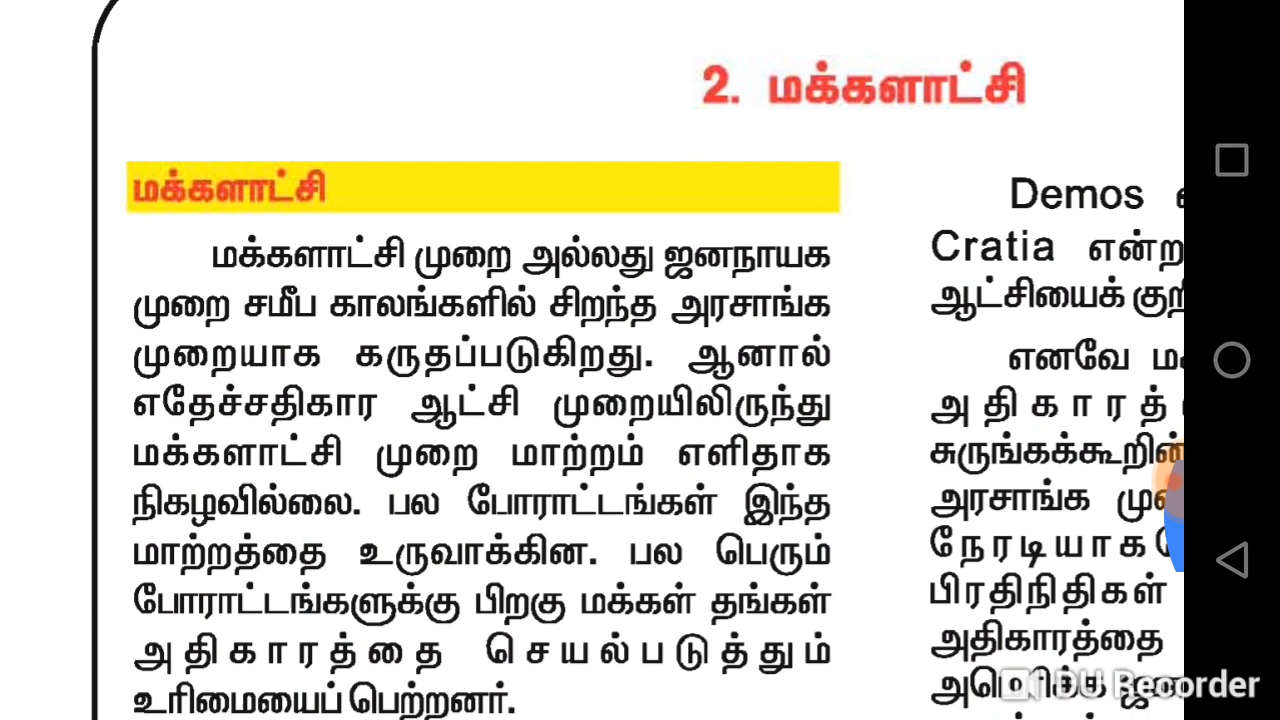 2. மக்களாட்சி
மக்களாட்சி
மக்களாட்சி முறை அல்லது ஜனநாயக
முறை சமீப காலங்களில் சிறந்த அரசாங்க
முறையாக கருதப்படுகிறது. ஆனால்
எதேச்சதிகார ஆட்சி முறையிலிருந்து
மக்களாட்சி முறை மாற்றம் எளிதாக
நிகழவில்லை. பல போராட்டங்கள் இந்த
மாற்றத்தை உருவாக்கின. பல பெரும்
போராட்டங்களுக்கு பிறகு மக்கள் தங்கள்
அதிகாரத்தை செயல்படுத்தும்
உரிமையைப் பெற்றனர்.
Demos
Cratia என்ற
ஆட்சியைக்
எனவே
சுருங்கக்கூறின்
அரசாங்க
நேரடியாக
பிரதிநிதிகள்
அதிகாரத்தை
DU Recorder